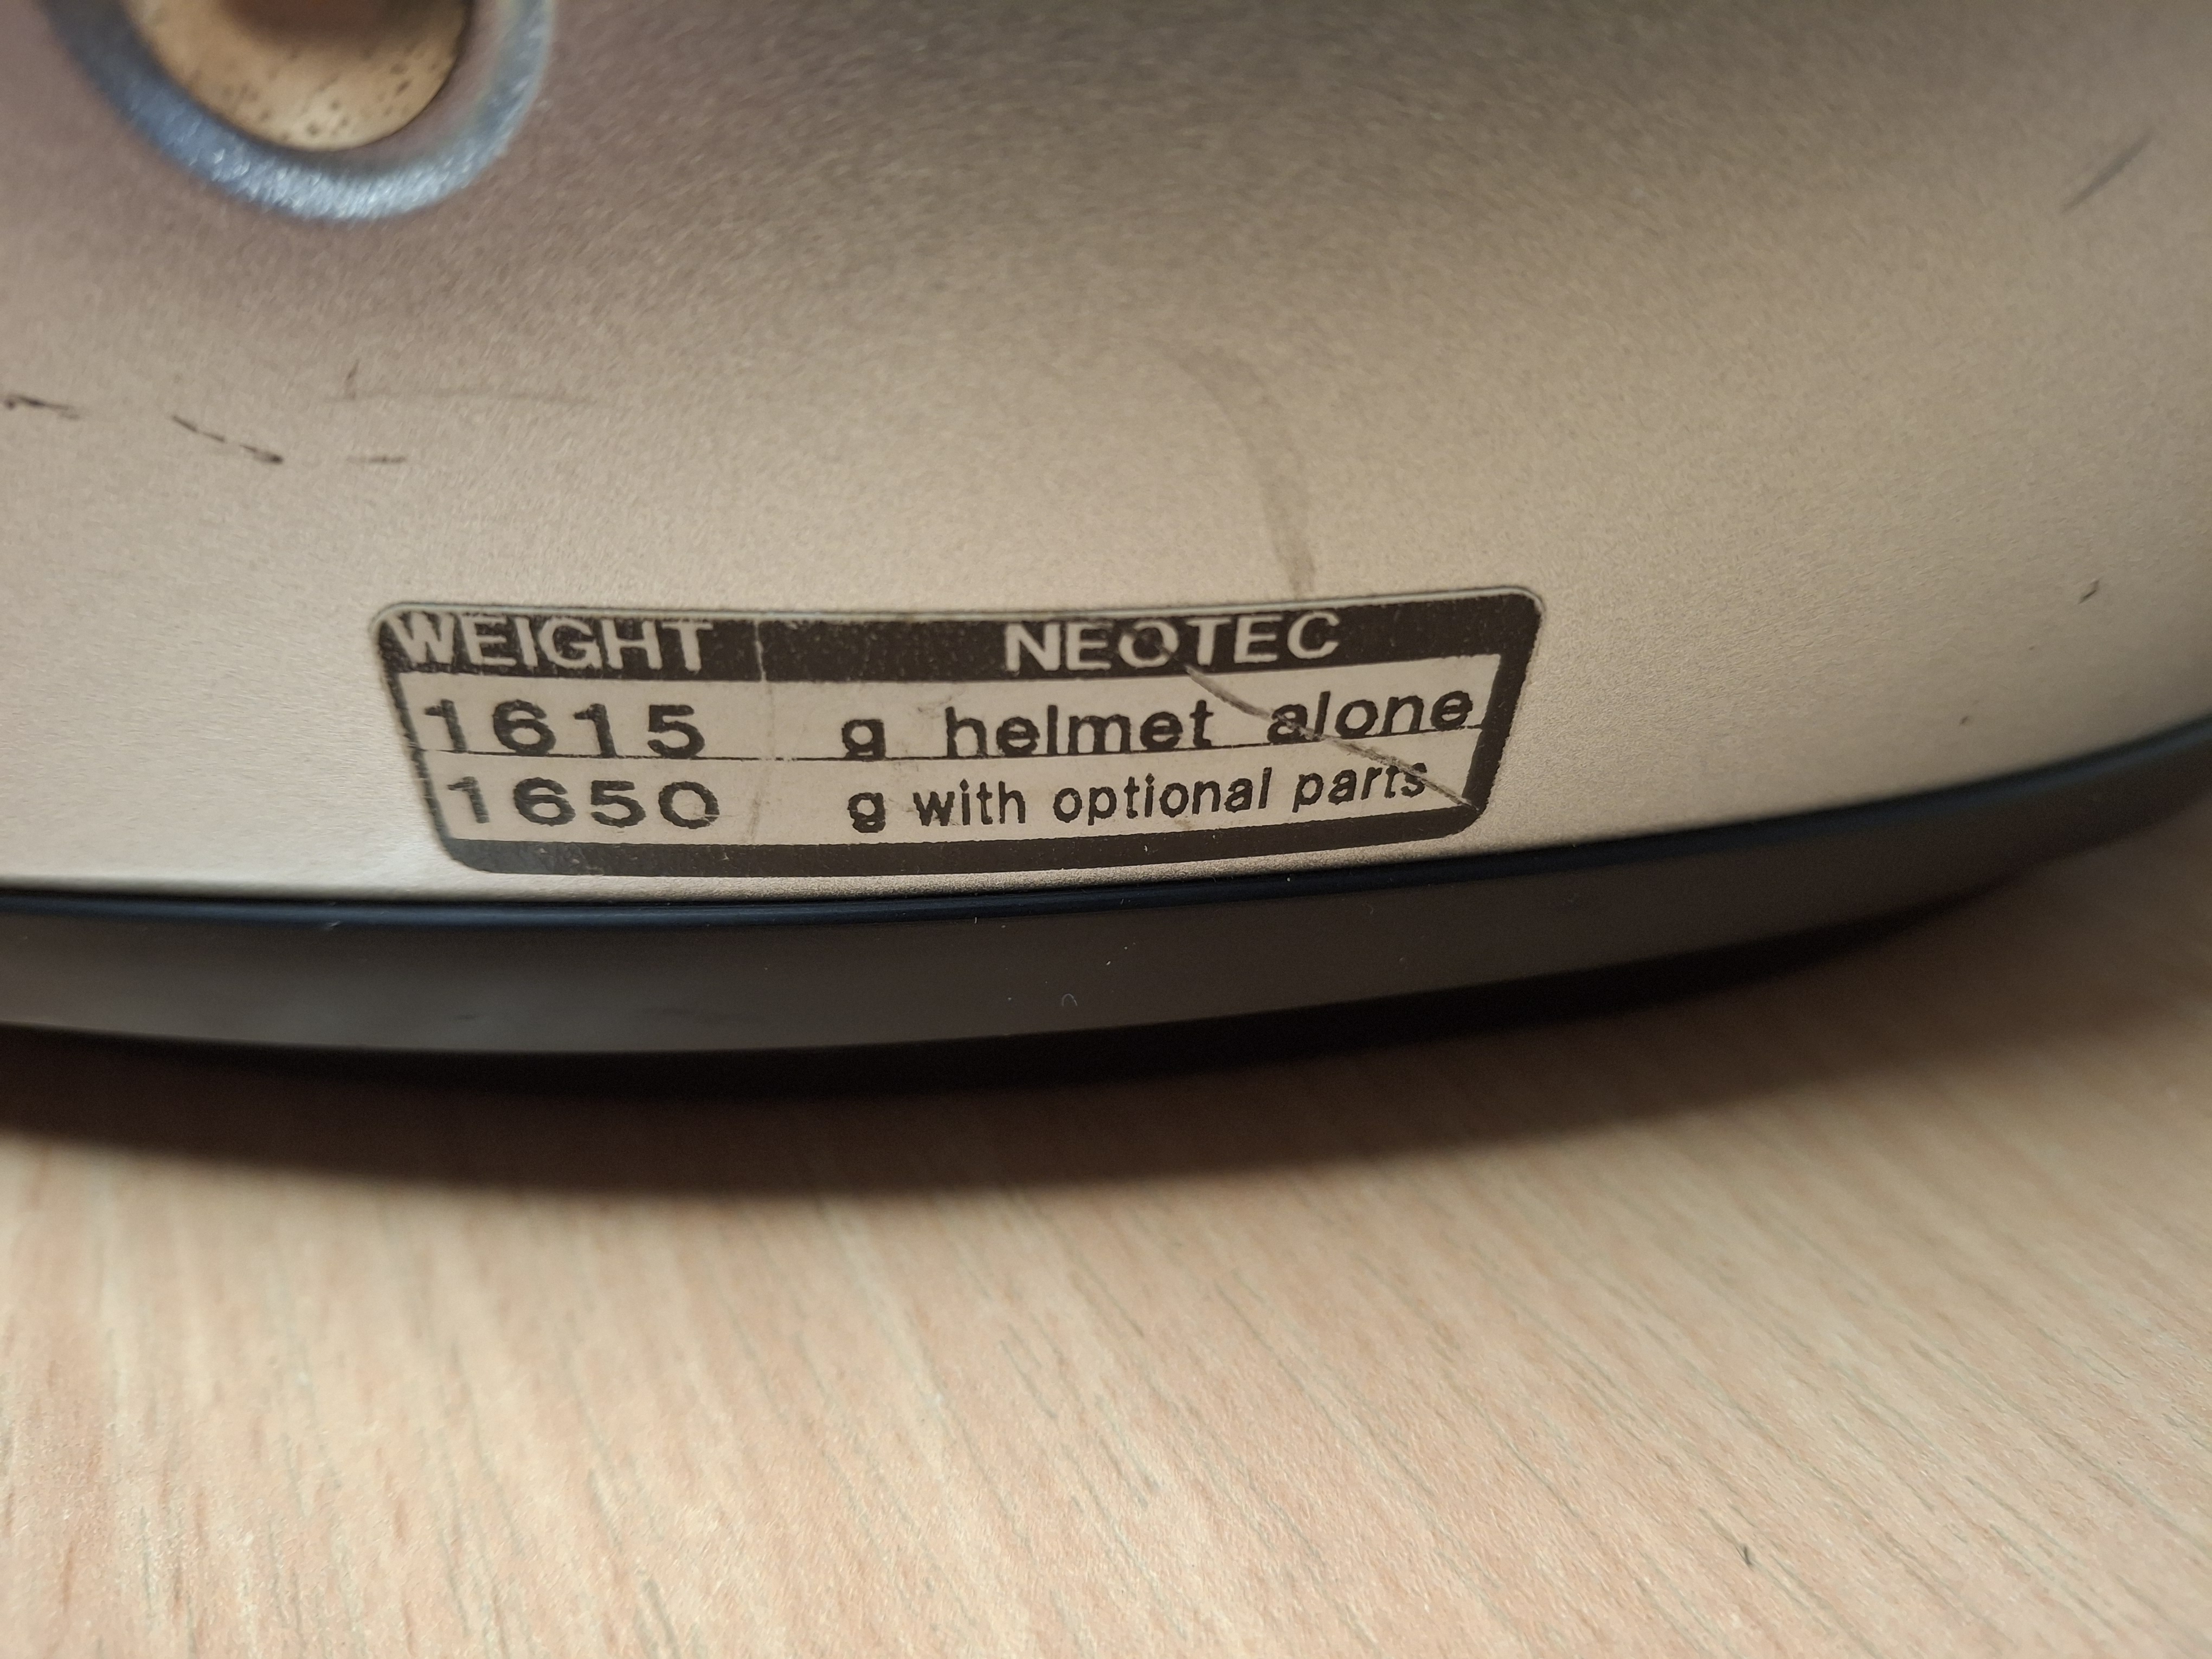 WEIGHT NEOTEC
1615 g helmet alone
1650 g with optional parts